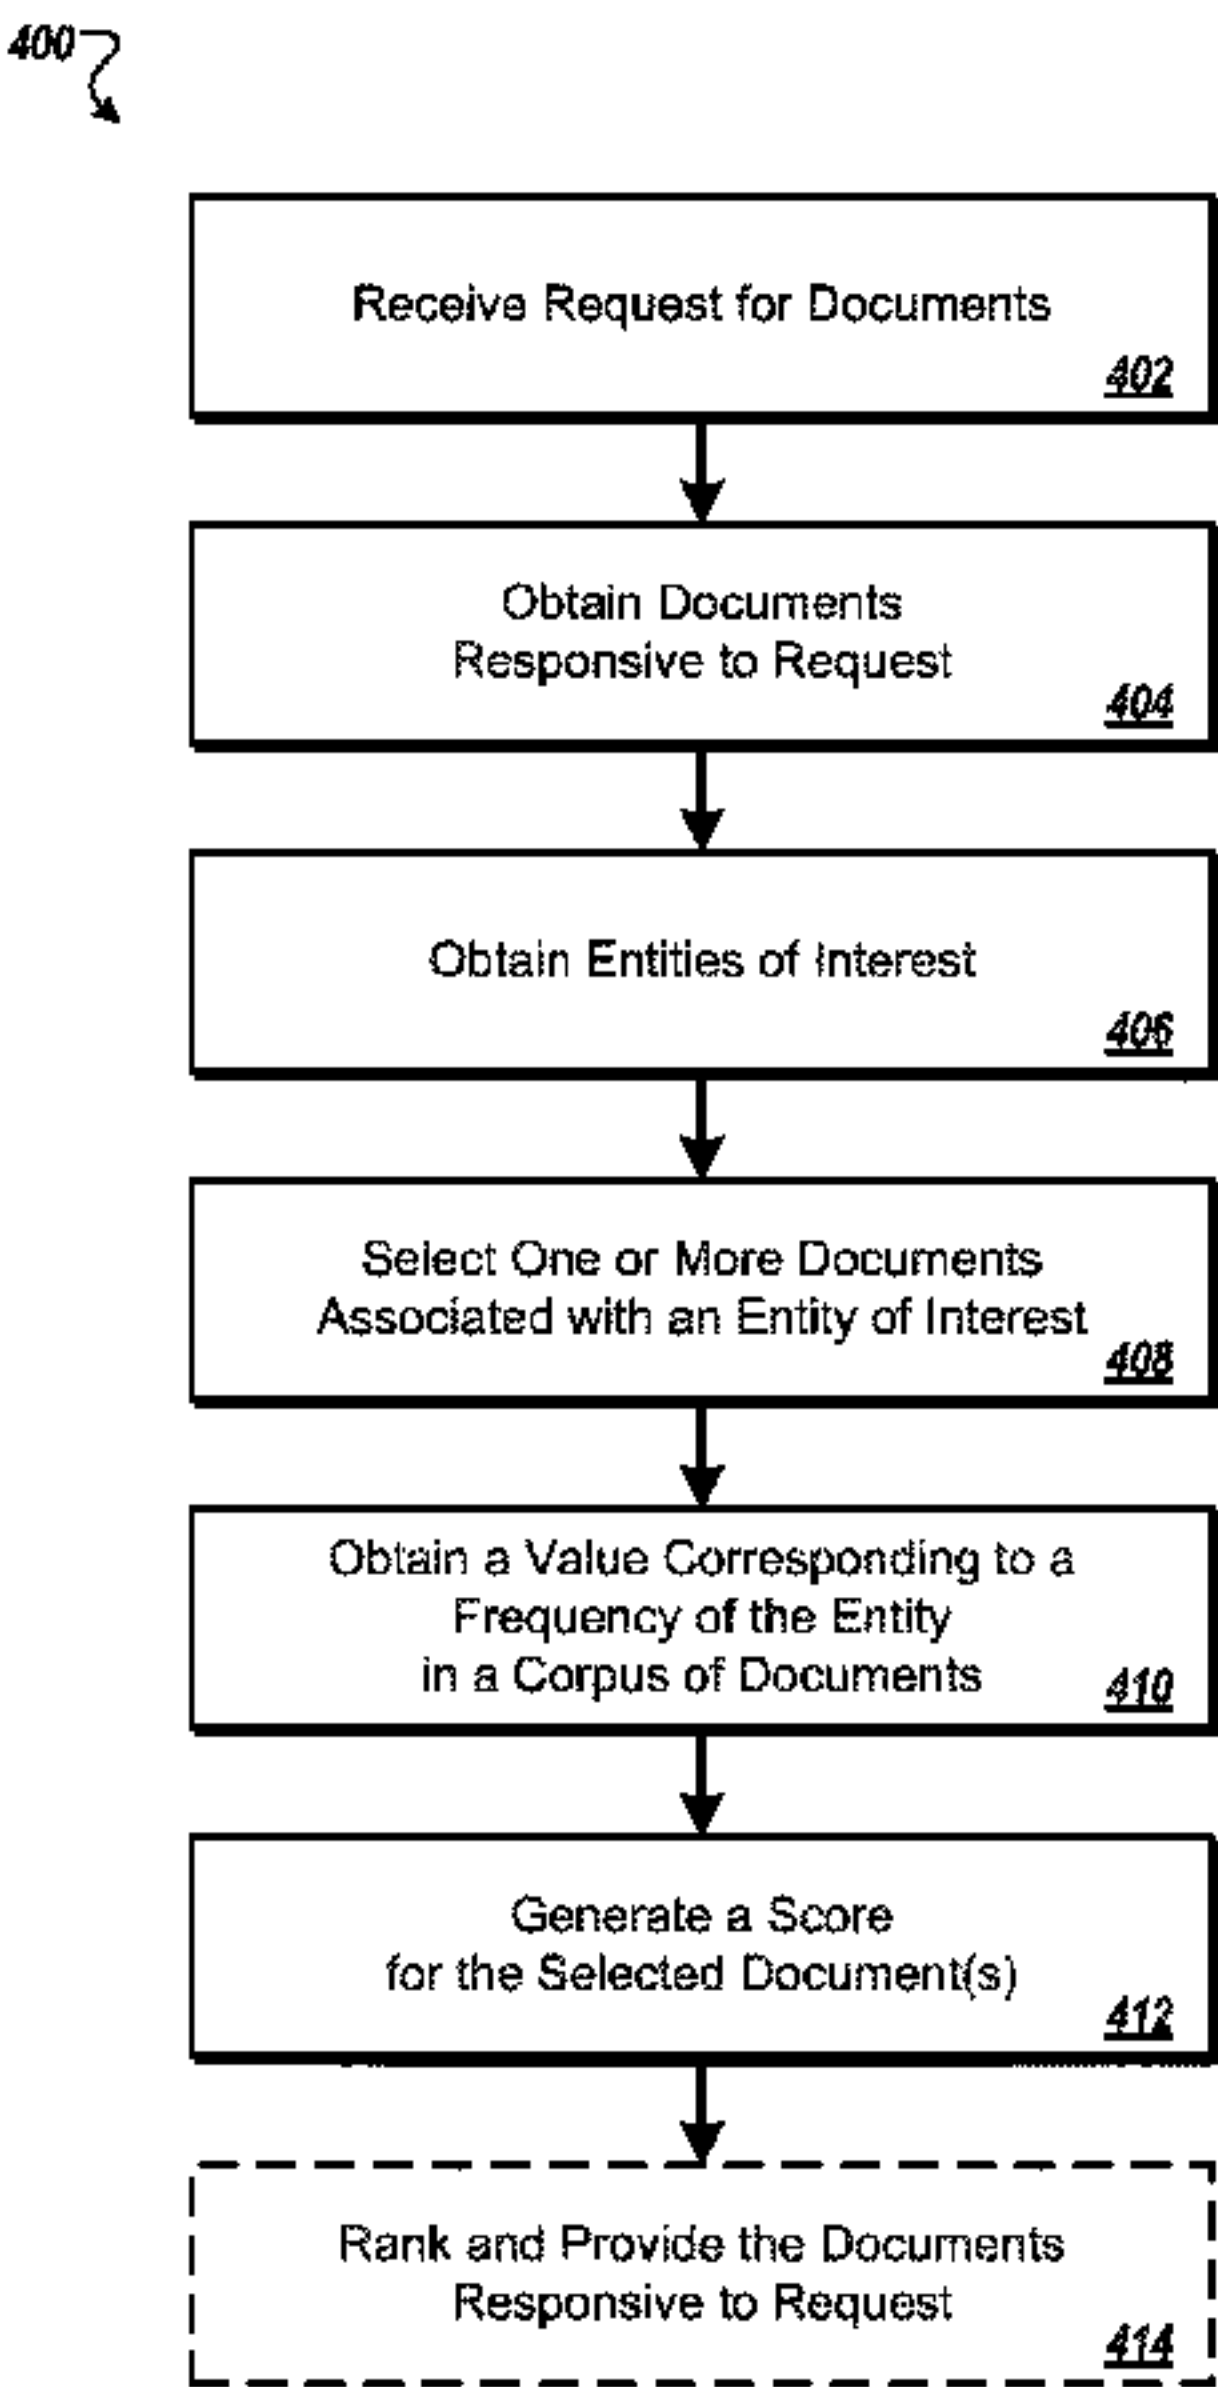 400
Receive Request for Documents
402
Obtain Documents
Responsive to Request
404
Obtain Entities of Interest
406
Select One or More Documents
Associated with an Entity of Interest
408
Obtain a Value Corresponding to a
Frequency of the Entity
in a Corpus of Documents
410
Generate a Score
for the Selected Document(s)
412
Rank and Provide the Documents
Responsive to Request
414